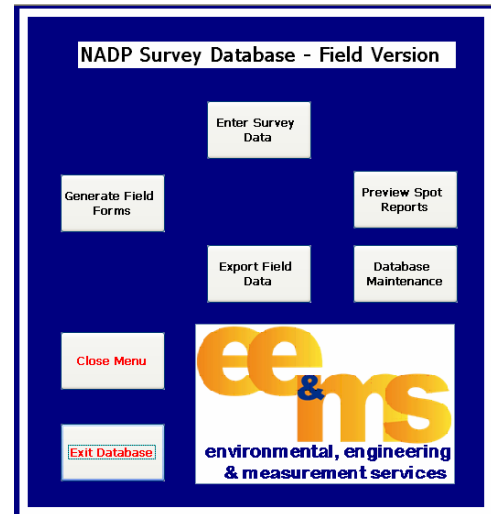 NADP Survey Database - Field Version
Enter Survey
Data
Generate Field
Forms
Preview Spot
Reports
Export Field
Data
Database
Maintenance
Close Menu
ee
&
ms
environmental, engineering
& measurement services
Exit Database